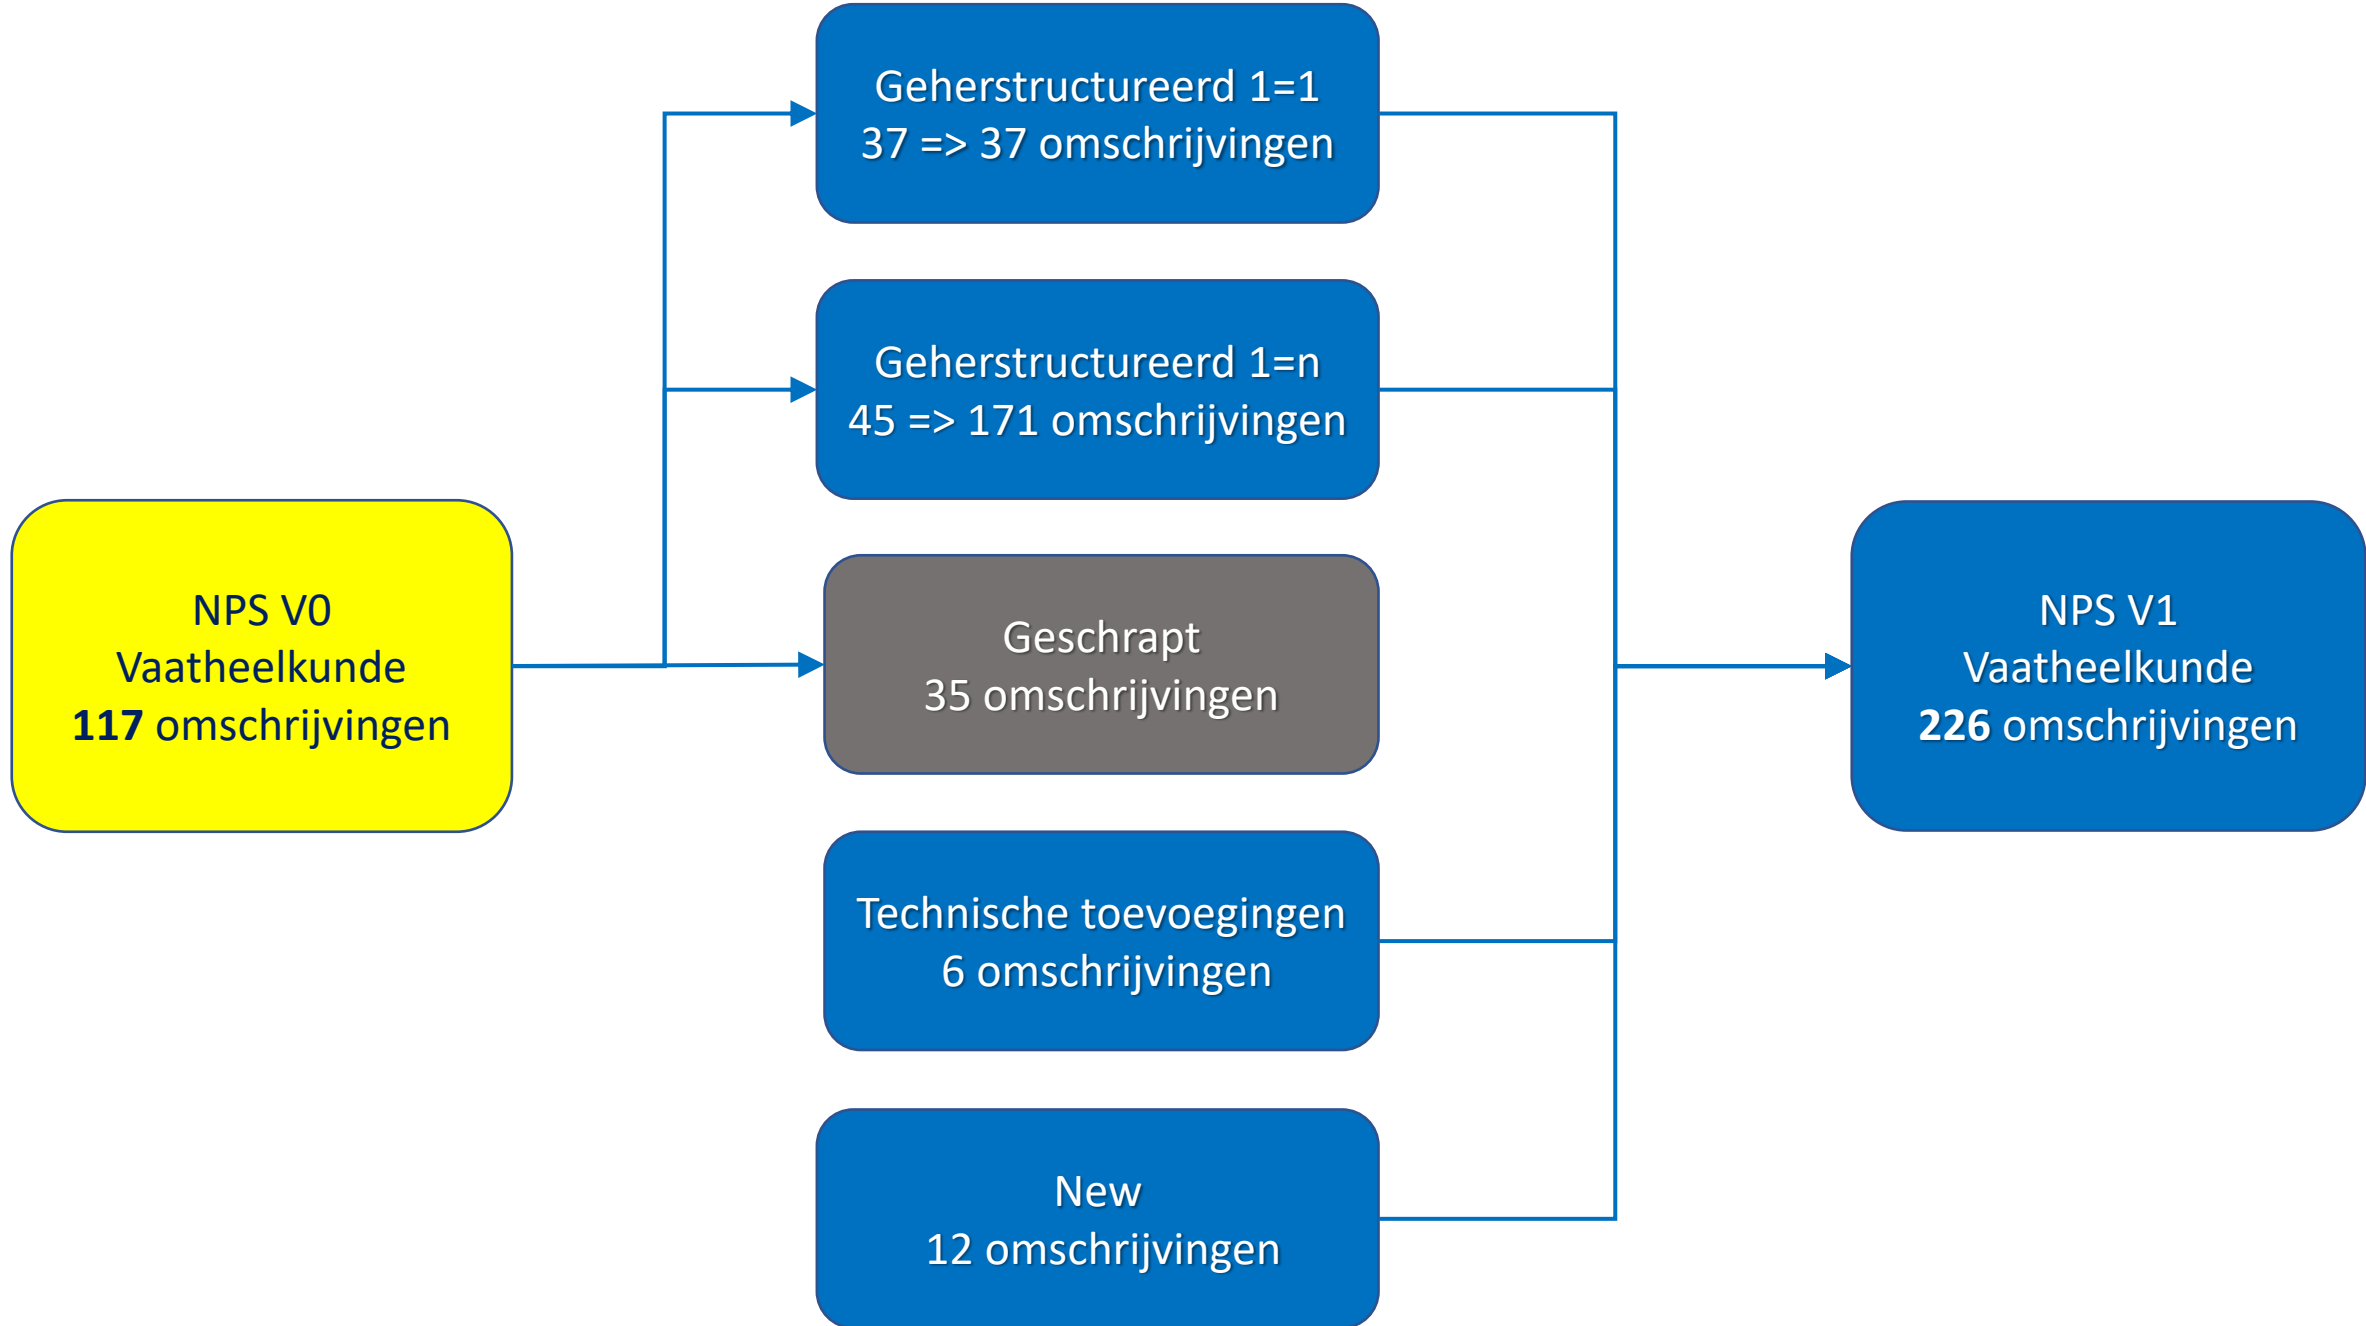 Geherstructureerd 1=1
37 => 37 omschrijvingen
Geherstructureerd 1=n
45 => 171 omschrijvingen
NPS V0
Vaatheelkunde
117 omschrijvingen
Geschrapt
35 omschrijvingen
NPS V1
Vaatheelkunde
226 omschrijvingen
Technische toevoegingen
6 omschrijvingen
New
12 omschrijvingen